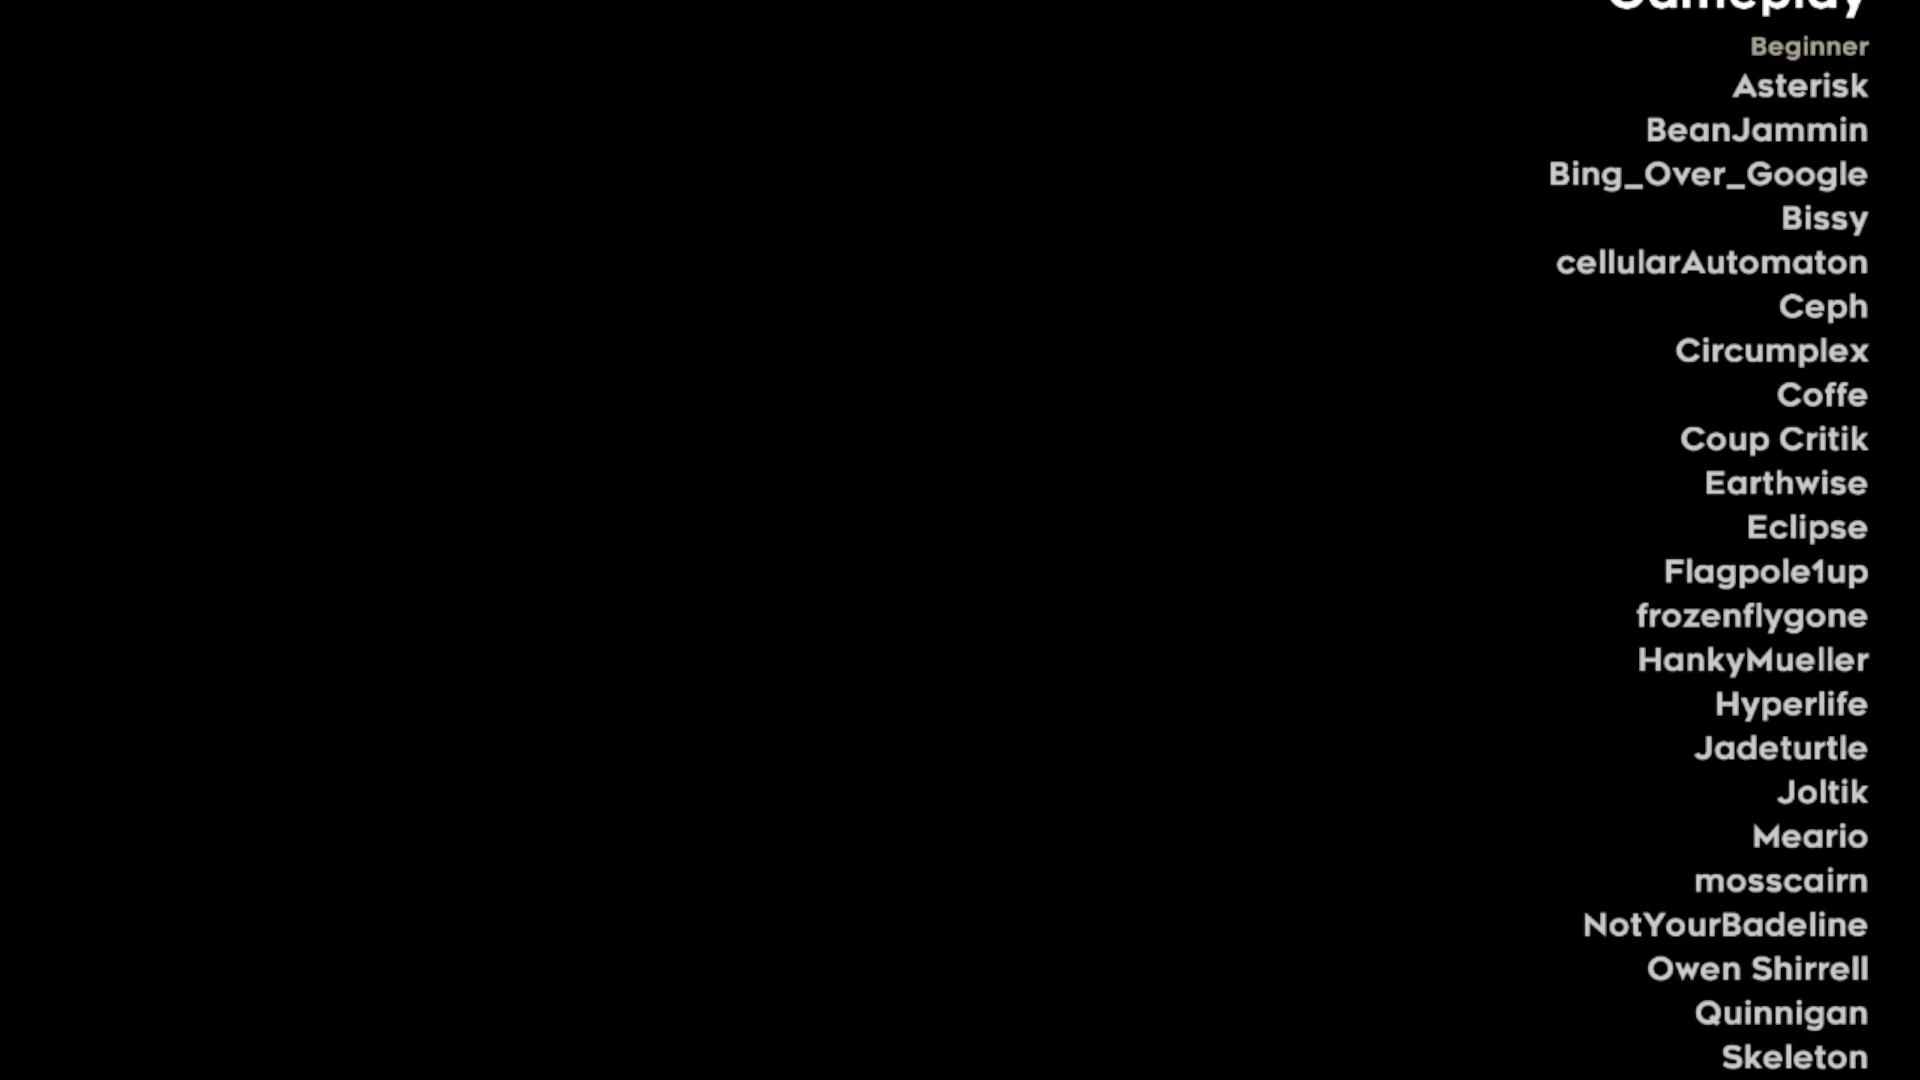 Gameplay
Beginner
Asterisk
BeanJammin
Bing_Over_Google
Bissy
cellularAutomaton
Ceph
Circumplex
Coffe
Coup Critik
Earthwise
Eclipse
Flagpole1up
frozenflygone
HankyMueller
Hyperlife
Jadeturtle
Joltik
Meario
mosscairn
NotYourBadeline
Owen Shirrell
Quinnigan
Skeleton